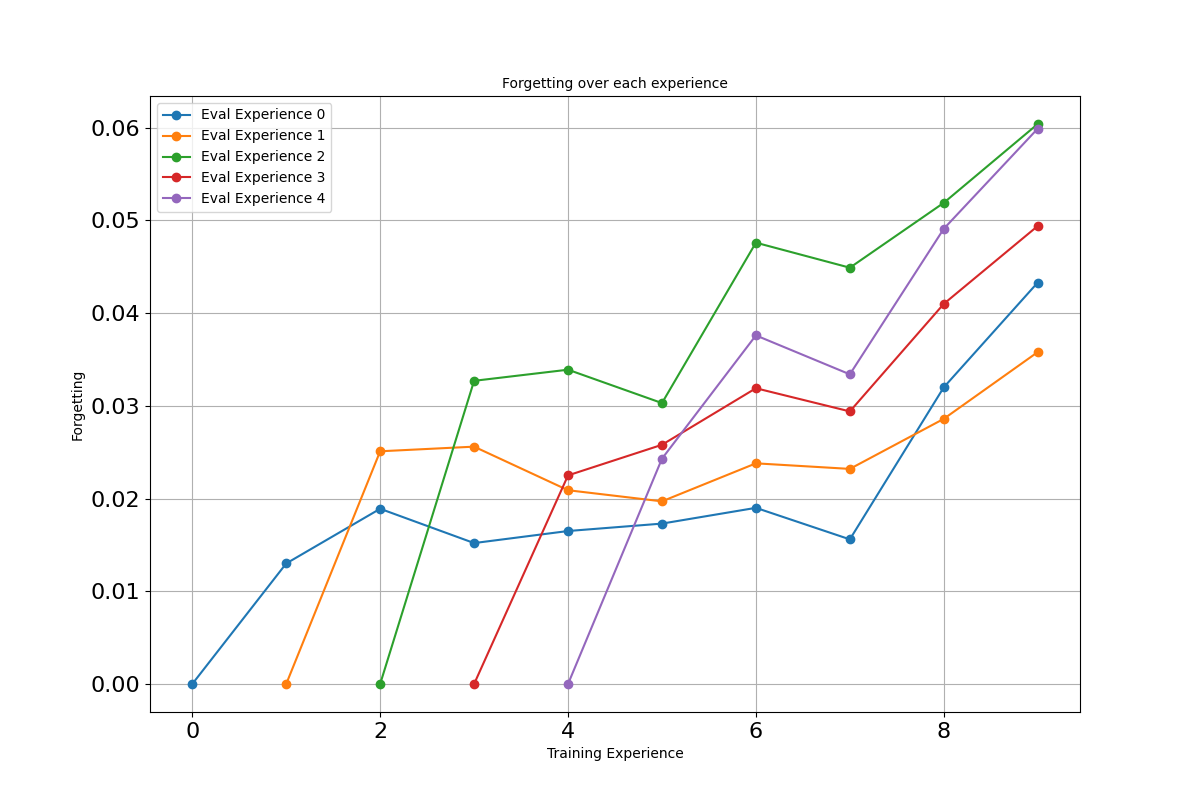 Forgetting over each experience
Eval Experience 0
Eval Experience 1
Eval Experience 2
Eval Experience 3
Eval Experience 4
0.06
0.05
0.04
0.03
0.02
0.01
0.00
Forgetting
0 2 4 6 8
Training Experience